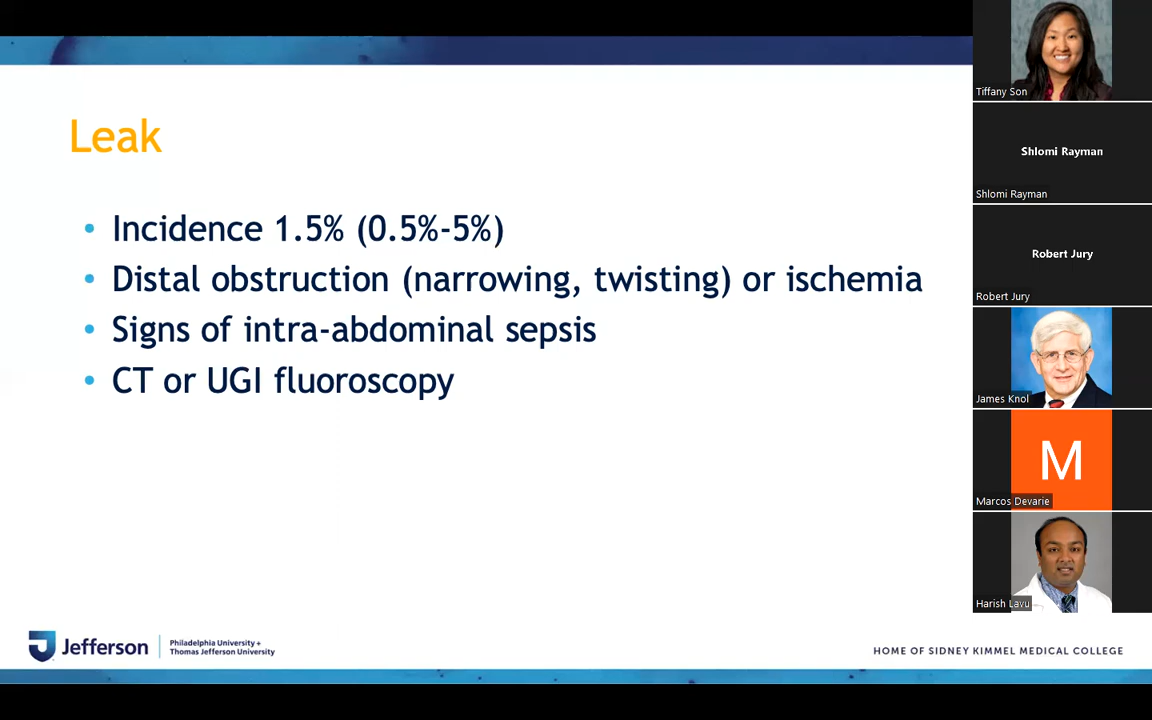 Leak
• Incidence 1.5% (0.5%-5%)
• Distal obstruction (narrowing, twisting) or ischemia
• Signs of intra-abdominal sepsis
• CT or UGI fluoroscopy
Jefferson
Philadelphia University +
Thomas Jefferson University
HOME OF SIDNEY KIMMEL MEDICAL COLLEGE
Tiffany Son
Shlomi Rayman
Shlomi Rayman
Robert Jury
Robert Jury
James Knol
M
Marcos Devarie
Harish Lavu